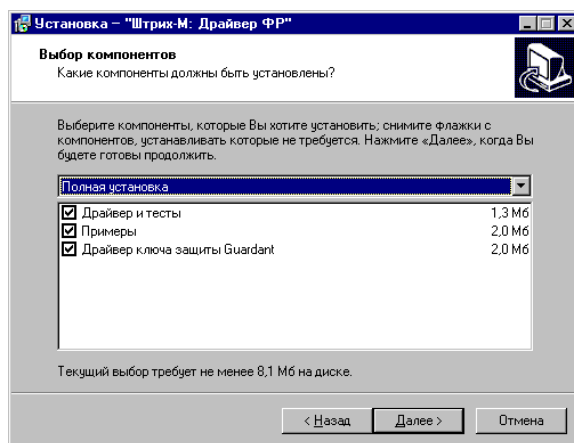 Установка – "Штрих-М: Драйвер ФР"
Выбор компонентов
Какие компоненты должны быть установлены?
Выберите компоненты, которые Вы хотите установить; снимите флажки с
компонентов, устанавливать которые не требуется. Нажмите «Далее», когда Вы
будете готовы продолжить.
Полная установка
Драйвер и тесты 1,3 Мб
Примеры 2,0 Мб
Драйвер ключа защиты Guardant 2,0 Мб
Текущий выбор требует не менее 8,1 Мб на диске.
< Назад Далее > Отмена